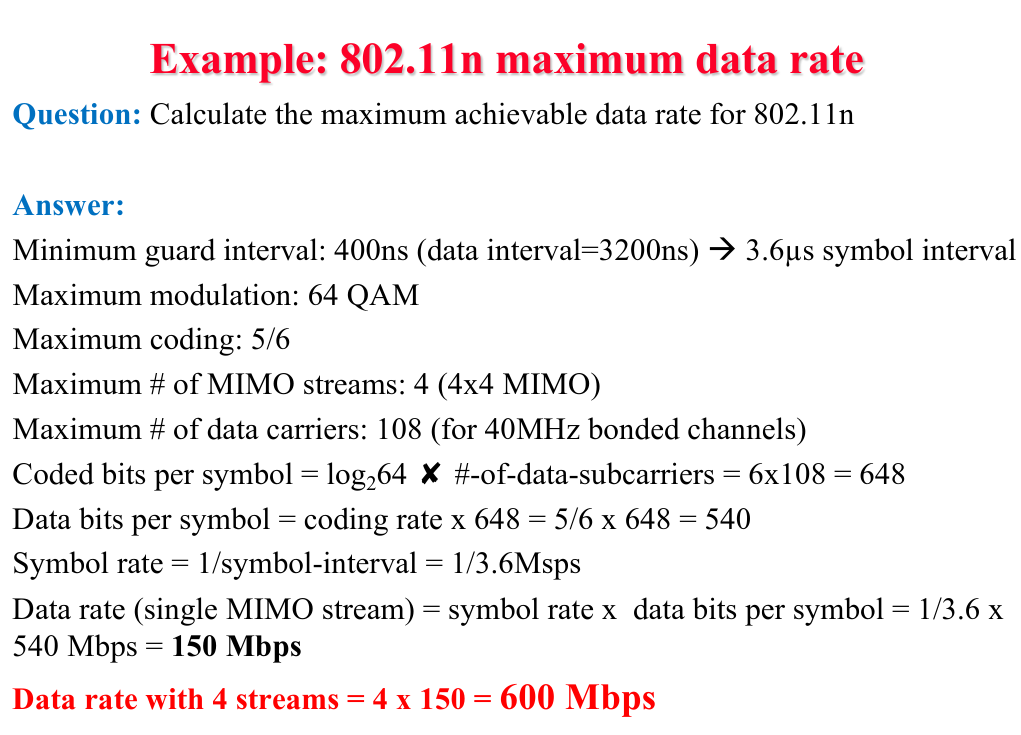 Example: 802.11n maximum data rate
Question: Calculate the maximum achievable data rate for 802.11n
Answer:
Minimum guard interval: 400ns (data interval=3200ns) → 3.6µs symbol interval
Maximum modulation: 64 QAM
Maximum coding: 5/6
Maximum # of MIMO streams: 4 (4x4 MIMO)
Maximum # of data carriers: 108 (for 40MHz bonded channels)
Coded bits per symbol = log₂64 ✘ #-of-data-subcarriers = 6x108 = 648
Data bits per symbol = coding rate x 648 = 5/6 x 648 = 540
Symbol rate = 1/symbol-interval = 1/3.6Msps
Data rate (single MIMO stream) = symbol rate x data bits per symbol = 1/3.6 x
540 Mbps = 150 Mbps
Data rate with 4 streams = 4 x 150 = 600 Mbps